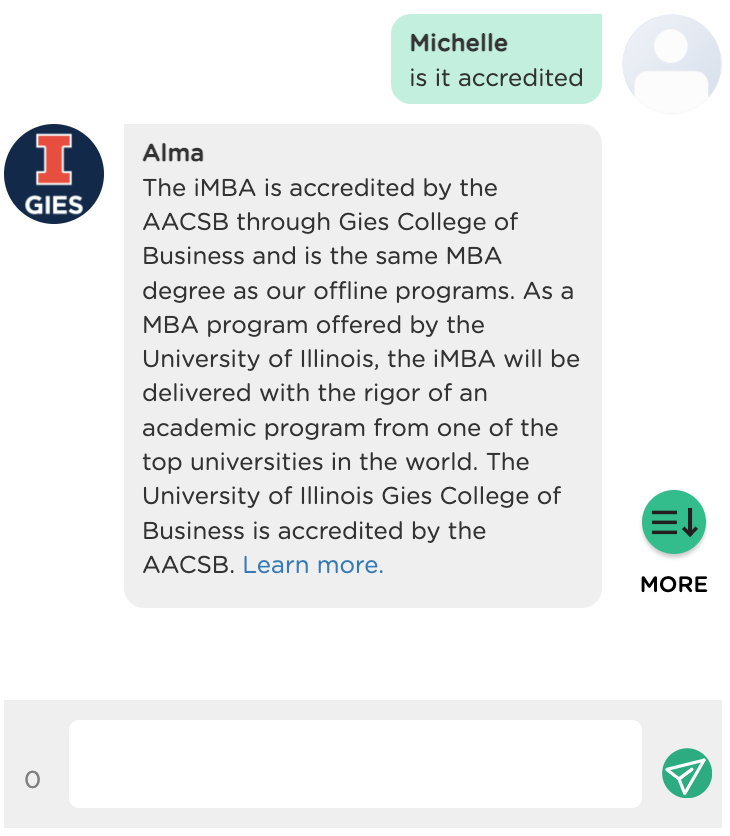 Michelle
is it accredited
GIES
Alma
The iMBA is accredited by the
AACSB through Gies College of
Business and is the same MBA
degree as our offline programs. As a
MBA program offered by the
University of Illinois, the iMBA will be
delivered with the rigor of an
academic program from one of the
top universities in the world. The
University of Illinois Gies College of
Business is accredited by the
AACSB. Learn more.
MORE
0